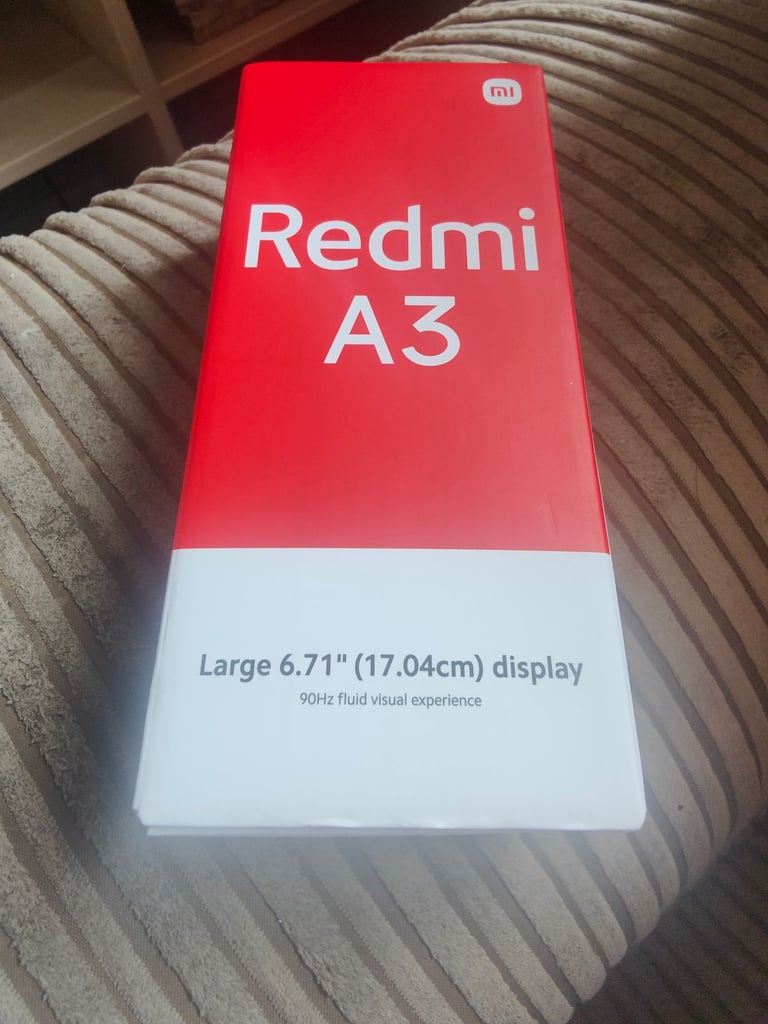 mi
Redmi
A3
Large 6.71" (17.04cm) display
90Hz fluid visual experience